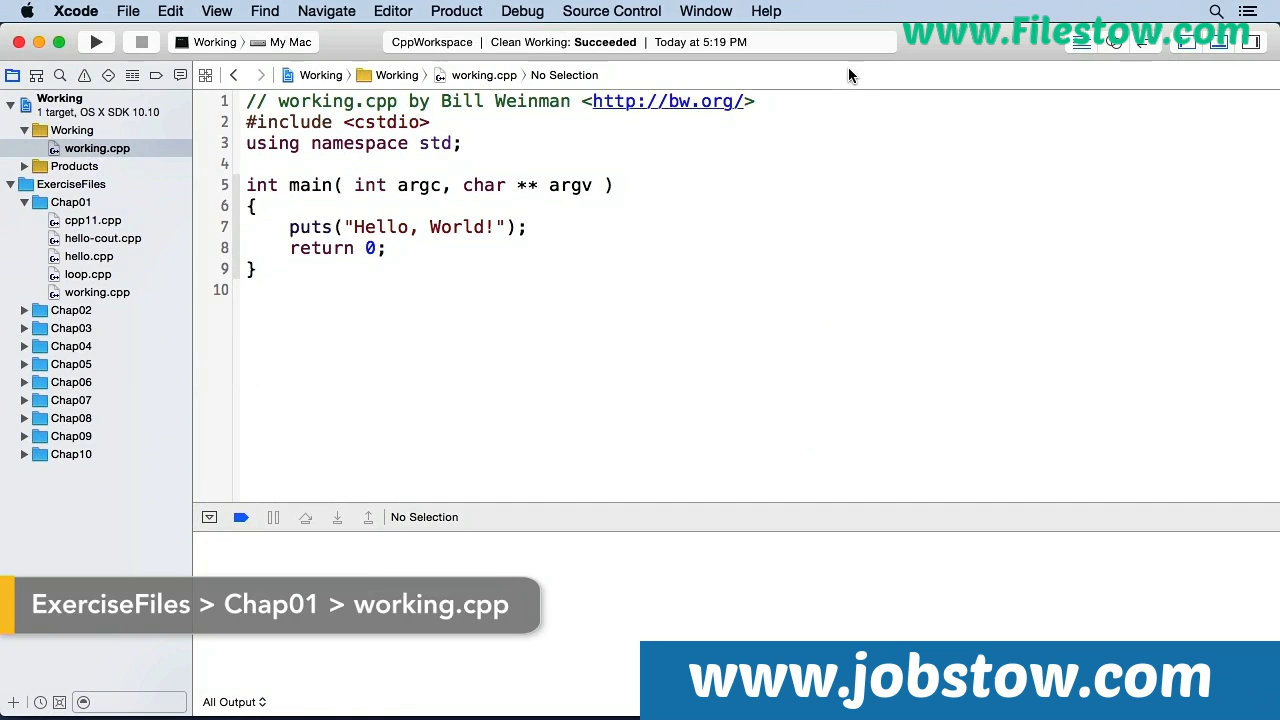 Xcode File Edit View Find Navigate Editor Product Debug Source Control Window Help
www.Filestow.com
Working My Mac
CppWorkspace | Clean Working: Succeeded | Today at 5:19 PM
Working Working working.cpp No Selection
Working
1 target, OS X SDK 10.10
Working
working.cpp
Products
ExerciseFiles
Chap01
cpp11.cpp
hello-cout.cpp
hello.cpp
loop.cpp
working.cpp
Chap02
Chap03
Chap04
Chap05
Chap06
Chap07
Chap08
Chap09
Chap10
1 // working.cpp by Bill Weinman <http://bw.org/>
2 #include <cstdio>
3 using namespace std;
4
5 int main( int argc, char ** argv )
6 {
7 puts("Hello, World!");
8 return 0;
9 }
10
No Selection
ExerciseFiles > Chap01 > working.cpp
www.jobstow.com
All Output